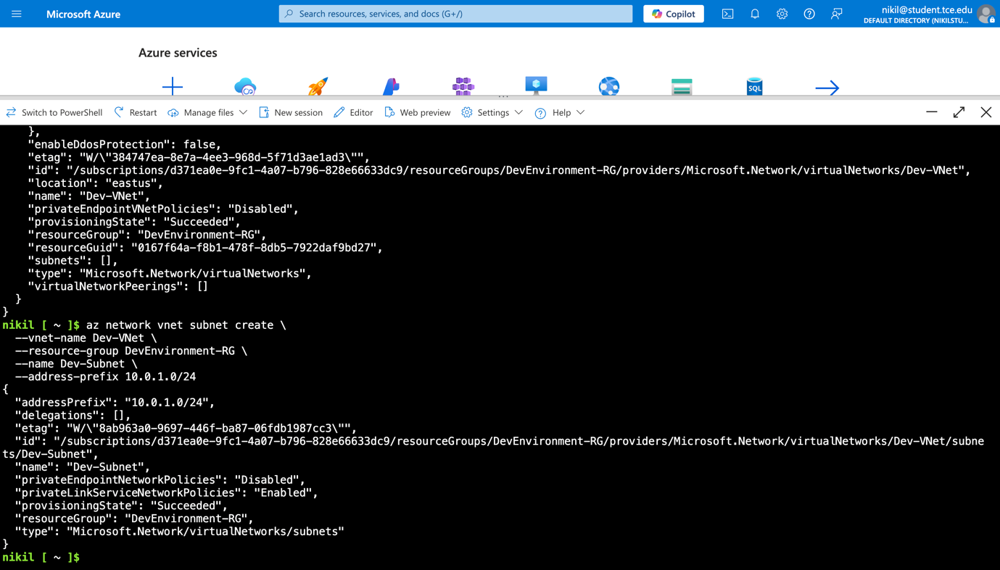 Microsoft Azure
Search resources, services, and docs (G+/)
Copilot
nikil@student.tce.edu
DEFAULT DIRECTORY (NIKILSTU...
Azure services
SQL
...
Switch to PowerShell
Restart
Manage files
New session
Editor
Web preview
Settings
Help
    },
    "enableDdosProtection": false,
    "etag": "W/\"384747ea-8e7a-4ee3-968d-5f71d3ae1ad3\"",
    "id": "/subscriptions/d371ea0e-9fc1-4a07-b796-828e66633dc9/resourceGroups/DevEnvironment-RG/providers/Microsoft.Network/virtualNetworks/Dev-VNet",
    "location": "eastus",
    "name": "Dev-VNet",
    "privateEndpointVNetPolicies": "Disabled",
    "provisioningState": "Succeeded",
    "resourceGroup": "DevEnvironment-RG",
    "resourceGuid": "0167f64a-f8b1-478f-8db5-7922daf9bd27",
    "subnets": [],
    "type": "Microsoft.Network/virtualNetworks",
    "virtualNetworkPeerings": []
  }
}
nikil [ ~ ]$ az network vnet subnet create \
  --vnet-name Dev-VNet \
  --resource-group DevEnvironment-RG \
  --name Dev-Subnet \
  --address-prefix 10.0.1.0/24
{
  "addressPrefix": "10.0.1.0/24",
  "delegations": [],
  "etag": "W/\"8ab963a0-9697-446f-ba87-06fdb1987cc3\"",
  "id": "/subscriptions/d371ea0e-9fc1-4a07-b796-828e66633dc9/resourceGroups/DevEnvironment-RG/providers/Microsoft.Network/virtualNetworks/Dev-VNet/subne
ts/Dev-Subnet",
  "name": "Dev-Subnet",
  "privateEndpointNetworkPolicies": "Disabled",
  "privateLinkServiceNetworkPolicies": "Enabled",
  "provisioningState": "Succeeded",
  "resourceGroup": "DevEnvironment-RG",
  "type": "Microsoft.Network/virtualNetworks/subnets"
}
nikil [ ~ ]$